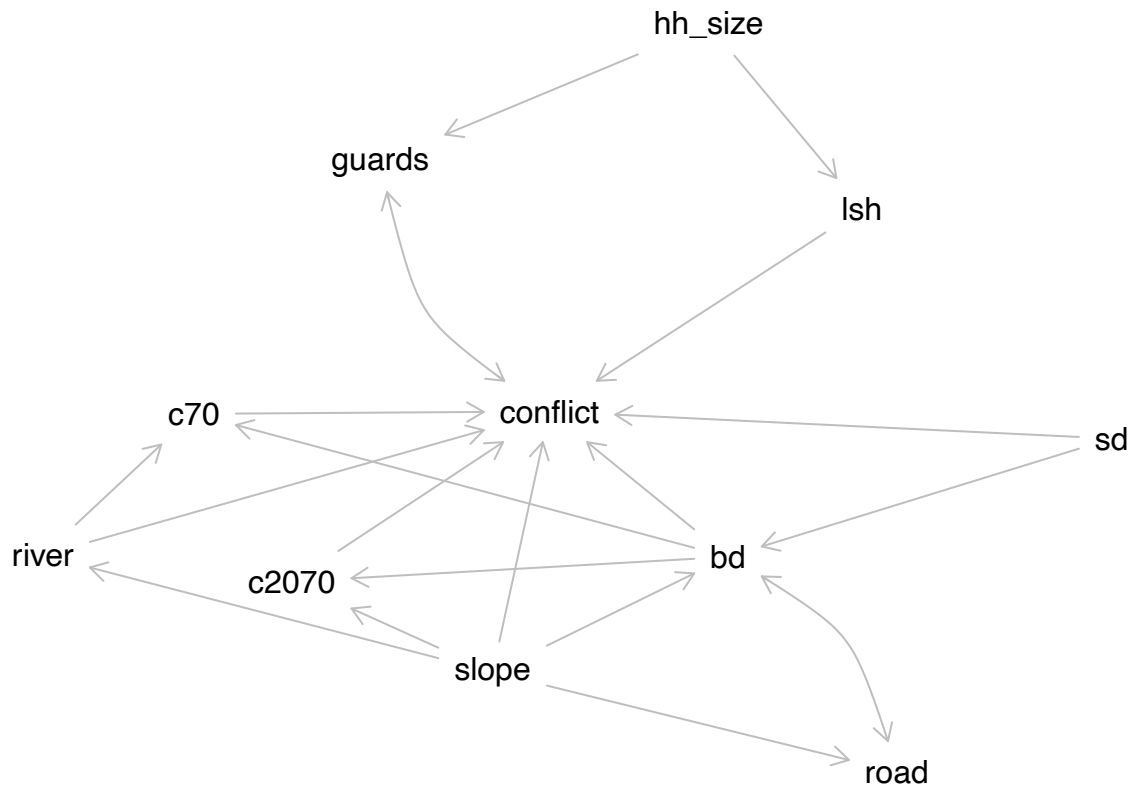 hh_size
guards
lsh
c70
conflict
sd
river
c2070
bd
slope
road